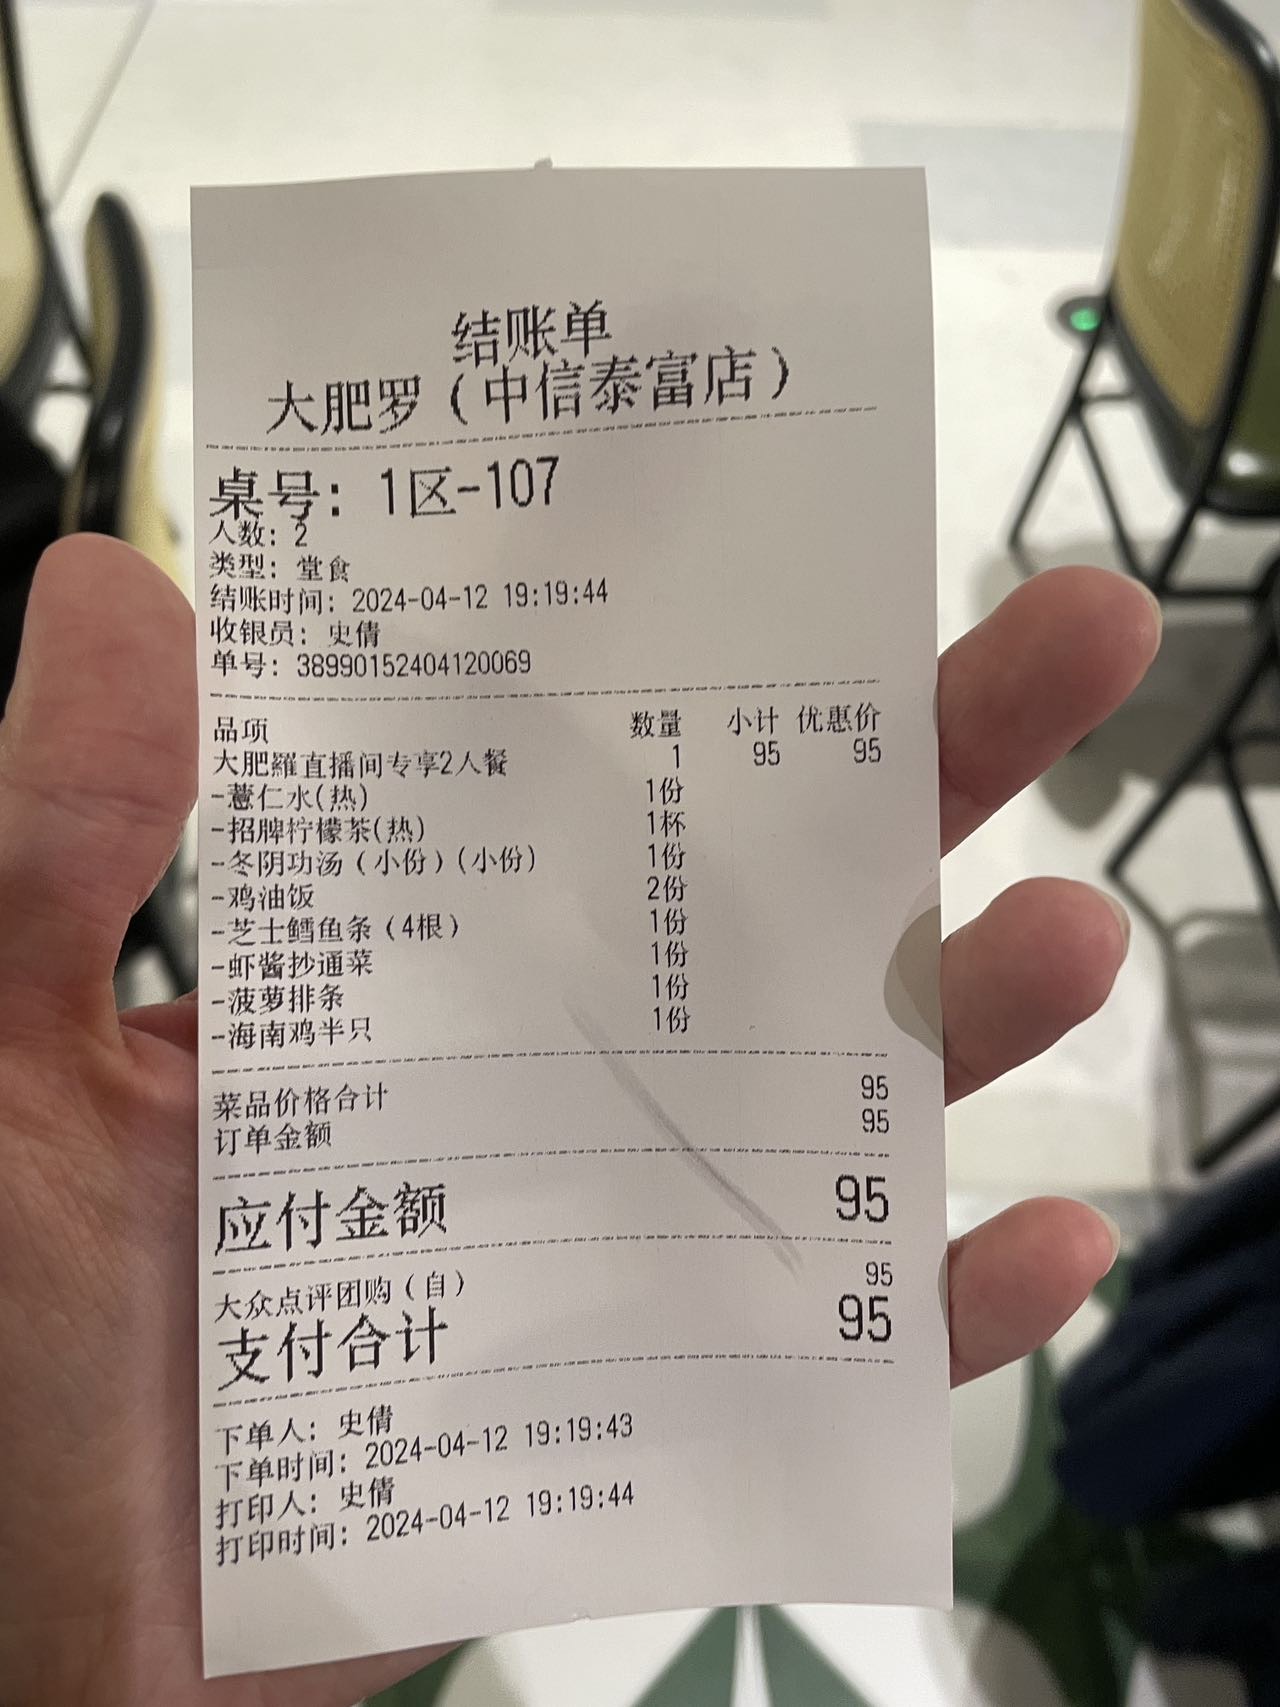 结账单
大肥罗（中信泰富店）
桌号：1区-107
人数：2
类型：堂食
结账时间：2024-04-12 19:19:44
收银员：史倩
单号：38990152404120069
品项 数量 小计 优惠价
大肥羅直播间专享2人餐 1 95 95
-薏仁水(热) 1份
-招牌柠檬茶(热) 1杯
-冬阴功汤（小份）(小份) 1份
-鸡油饭 2份
-芝士鳕鱼条（4根） 1份
-虾酱抄通菜 1份
-菠萝排条 1份
-海南鸡半只 1份
菜品价格合计 95
订单金额 95
应付金额 95
大众点评团购（自） 95
支付合计 95
下单人：史倩
下单时间：2024-04-12 19:19:43
打印人：史倩
打印时间：2024-04-12 19:19:44